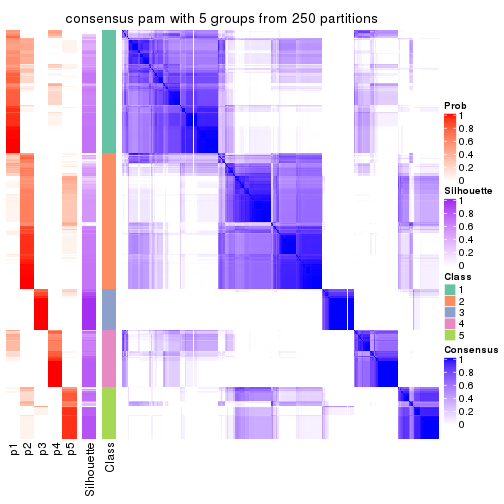 consensus pam with 5 groups from 250 partitions
Prob
1
0.8
0.6
0.4
0.2
0
Silhouette
1
0.8
0.6
0.4
0.2
0
Class
1
2
3
4
5
Consensus
1
0.8
0.6
0.4
0.2
0
p1
p2
p3
p4
p5
Silhouette
Class